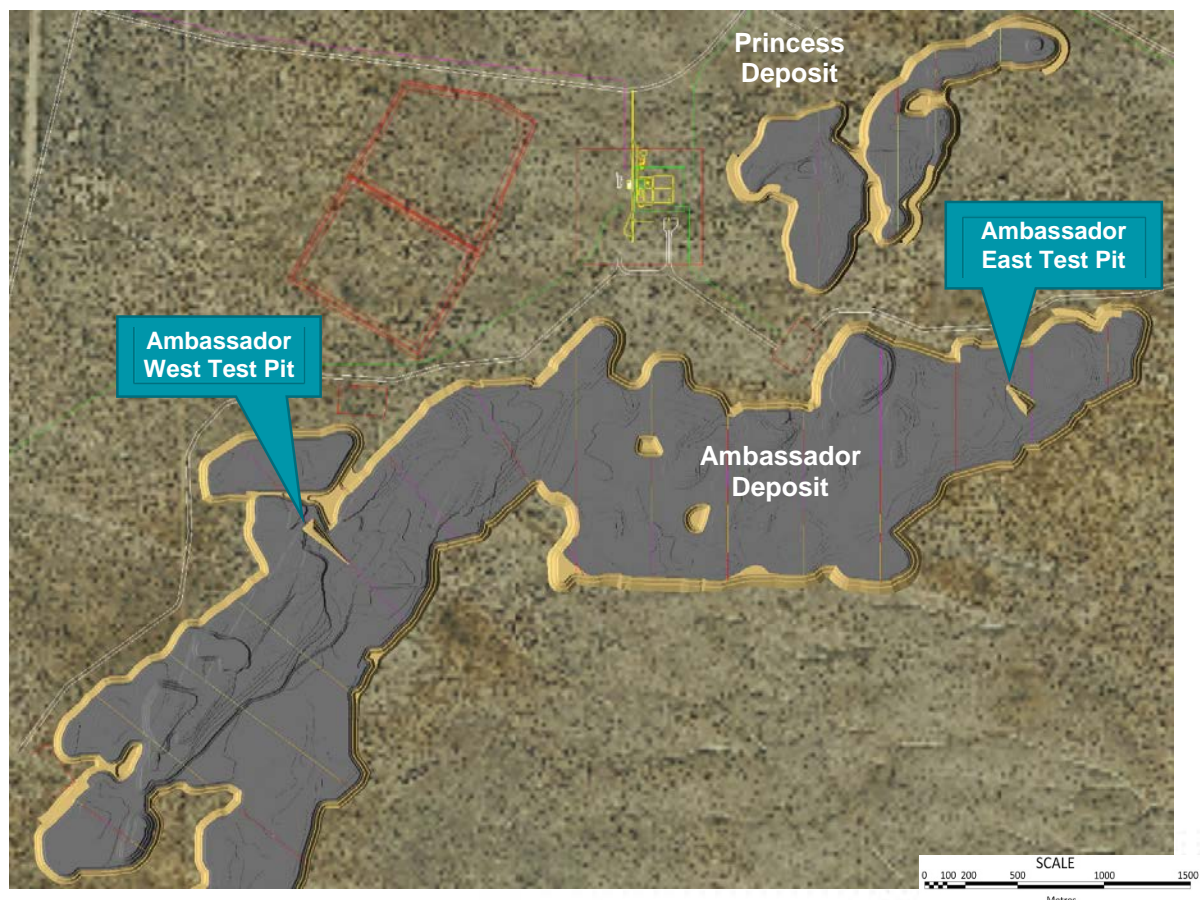 Princess
Deposit
Ambassador
East Test Pit
Ambassador
West Test Pit
Ambassador
Deposit
SCALE
0 100 200 500 1000 1500
Metres